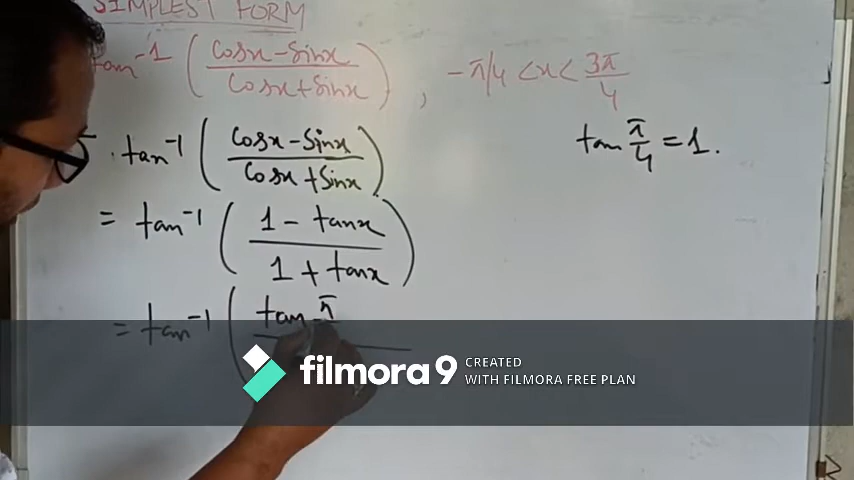 SIMPLEST FORM
tan⁻¹ ( cosx - sinx / cosx + sinx ) , - π/4 < x < 3π/4
tan⁻¹ ( cosx - sinx / cosx + sinx )
tan π/4 = 1.
= tan⁻¹ ( 1 - tanx / 1 + tanx )
= tan⁻¹ ( tan π
filmora9
CREATED
WITH FILMORA FREE PLAN